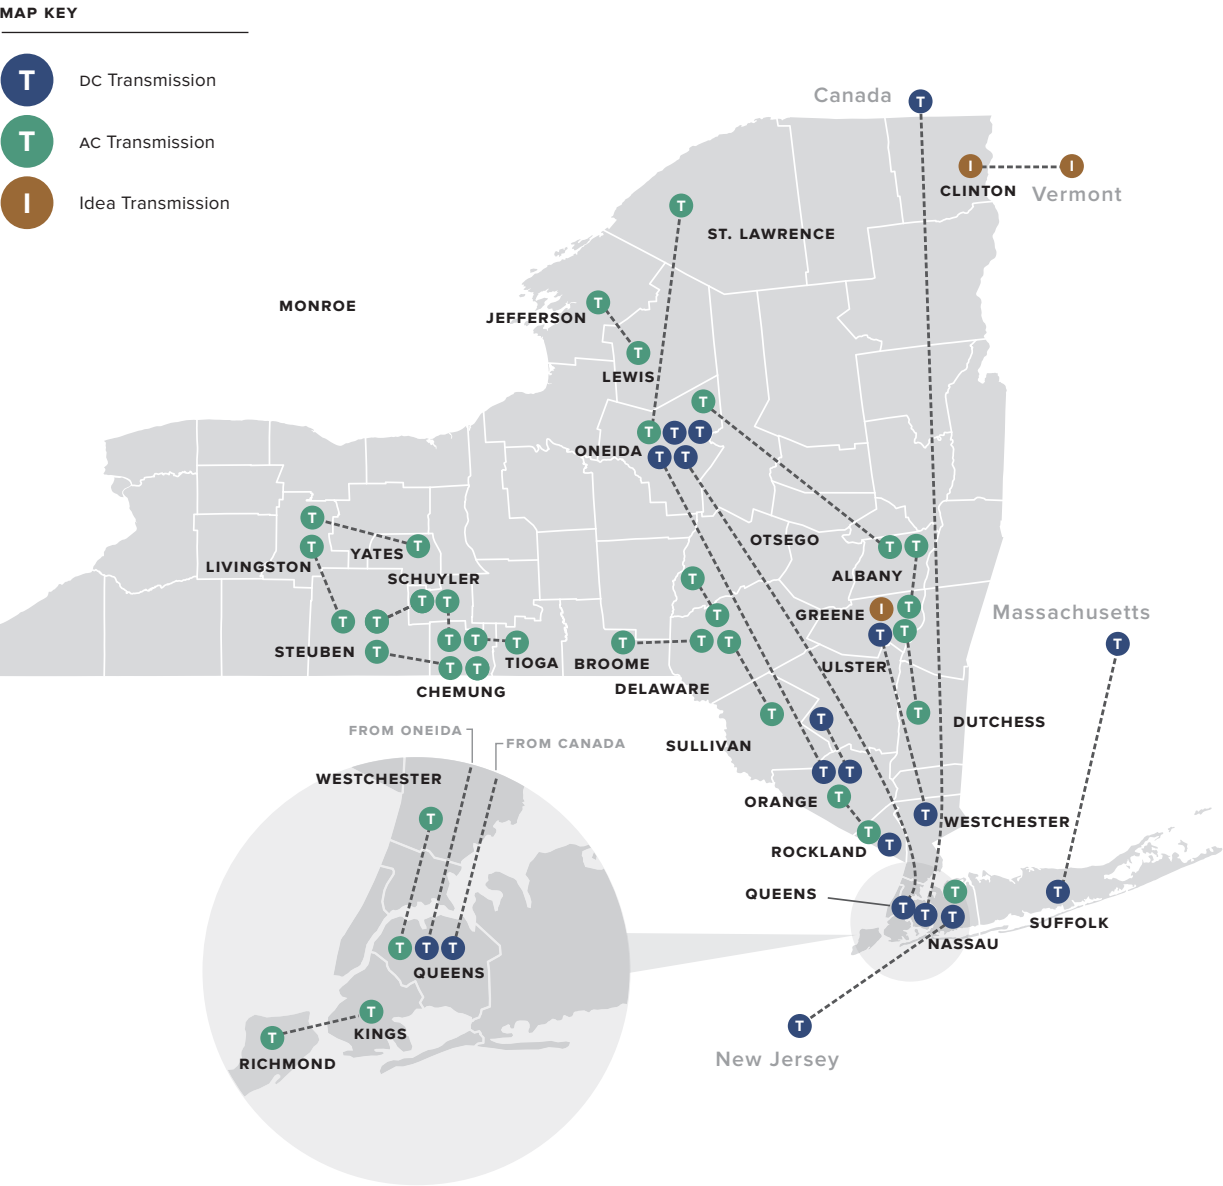 MAP KEY
T DC Transmission
T AC Transmission
I Idea Transmission
Canada T
I I
CLINTON Vermont
T
ST. LAWRENCE
MONROE
T
JEFFERSON
T
LEWIS
T
T T T
ONEIDA
T T
T
T
YATES T
LIVINGSTON
SCHUYLER
OTSEGO
T T
ALBANY
T T
T T
STEUBEN
T
T T T
TIOGA
T T
CHEMUNG
T
T
T T T
BROOME
DELAWARE
GREENE I T
T T
ULSTER
Massachusetts
T
T
SULLIVAN
T
T
DUTCHESS
T T
ORANGE T
T
ROCKLAND T
T
WESTCHESTER
QUEENS
T T T
T
NASSAU
T
SUFFOLK
T
New Jersey
FROM ONEIDA
FROM CANADA
WESTCHESTER
T
T T T
QUEENS
T
KINGS
T
RICHMOND